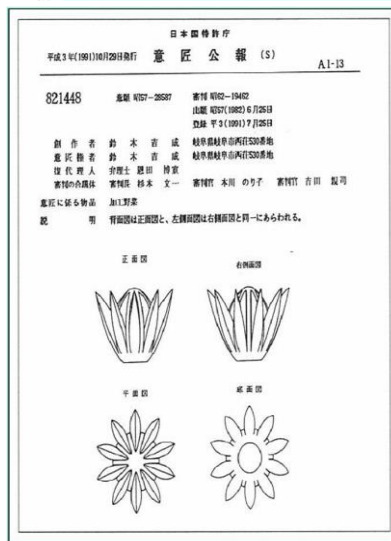 日本国特許庁
平成3年(1991)10月29日発行 意匠公報 (S)
A1-13
821448 意願 昭57-28587 審判 昭62-19462
出願 昭57(1982)6月25日
登録 平3(1991)7月25日
創作者 鈴木吉成 岐阜県岐阜市西荘530番地
意匠権者 鈴木吉成 岐阜県岐阜市西荘530番地
代理人 弁理士 恩田博宣
審判の合議体 審判長 杉本文一 審判官 本川のり子 審判官 吉田親司
意匠に係る物品 加工野菜
説明 背面図は正面図と、左側面図は右側面図と同一にあらわれる。
正面図
右側面図
平面図
底面図